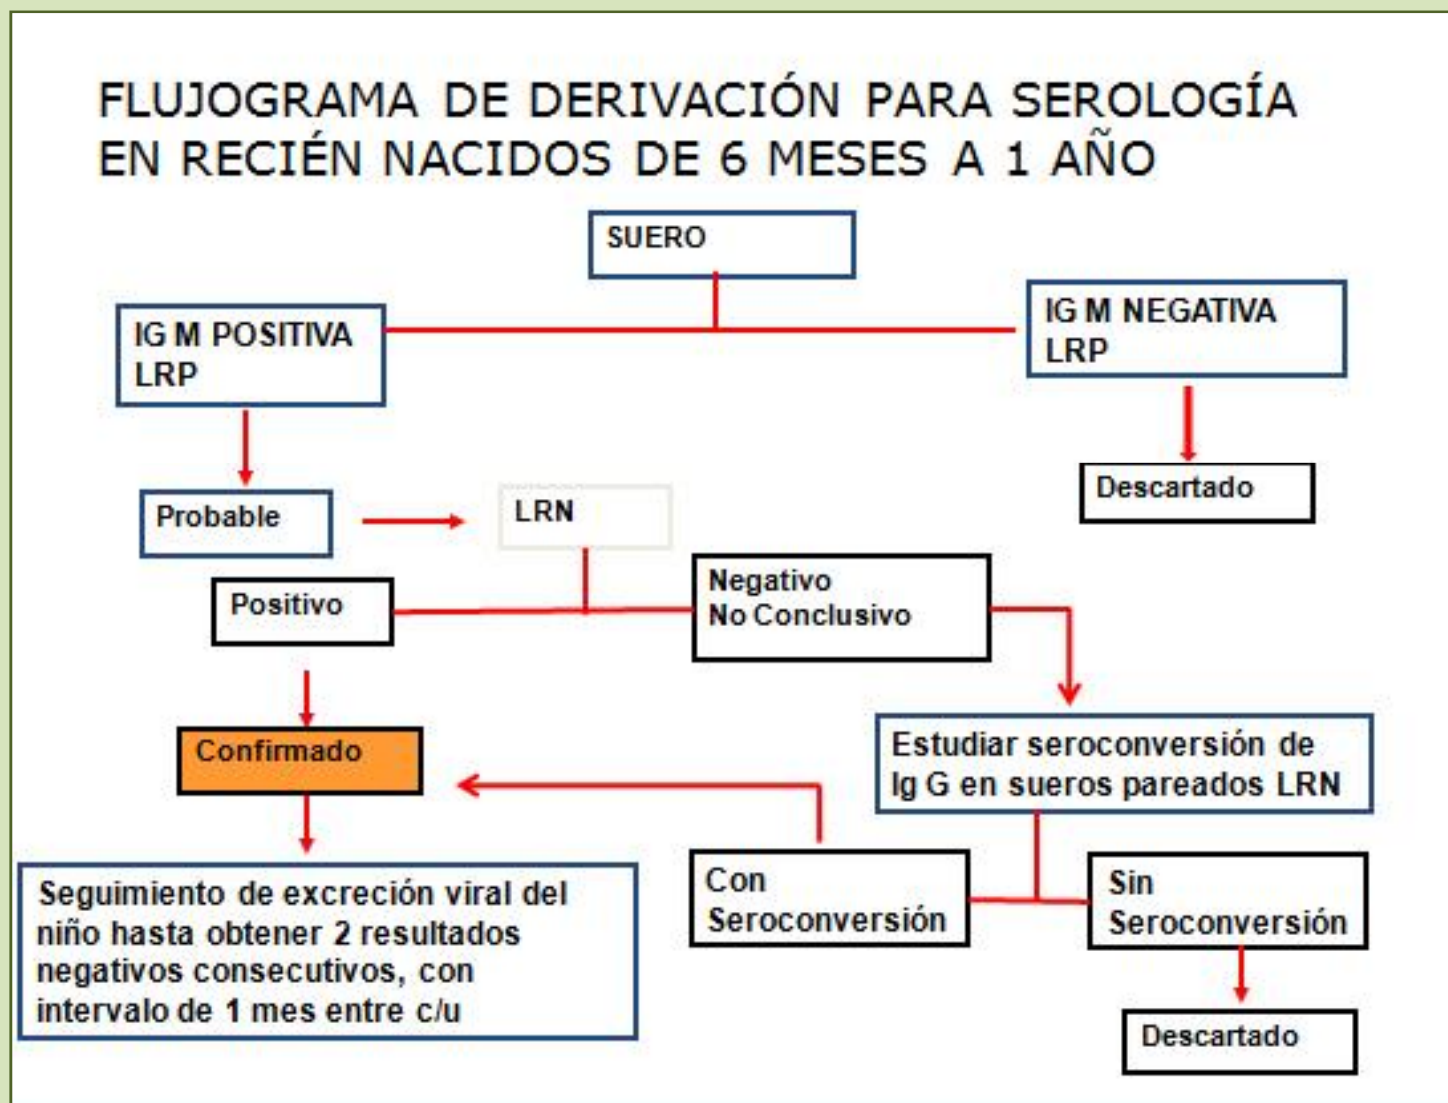 FLUJOGRAMA DE DERIVACIÓN PARA SEROLOGÍA
EN RECIÉN NACIDOS DE 6 MESES A 1 AÑO
SUERO
IG M POSITIVA
LRP
IG M NEGATIVA
LRP
Probable
LRN
Descartado
Positivo
Negativo
No Conclusivo
Confirmado
Estudiar seroconversión de
Ig G en sueros pareados LRN
Seguimiento de excreción viral del
niño hasta obtener 2 resultados
negativos consecutivos, con
intervalo de 1 mes entre c/u
Con
Seroconversión
Sin
Seroconversión
Descartado